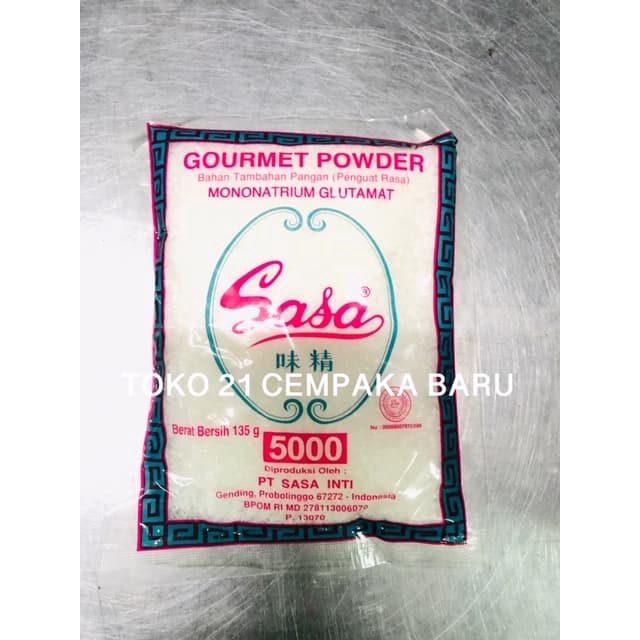 GOURMET POWDER
Bahan Tambahan Pangan (Penguat Rasa)
MONONATRIUM GLUTAMAT
Sasa
味精
TOKO 21 CEMPAKA BARU
Berat Bersih 135 g
5000
Diproduksi Oleh :
PT SASA INTI
Gending, Probolinggo 67272 - Indonesia
BPOM RI MD
P. 13070